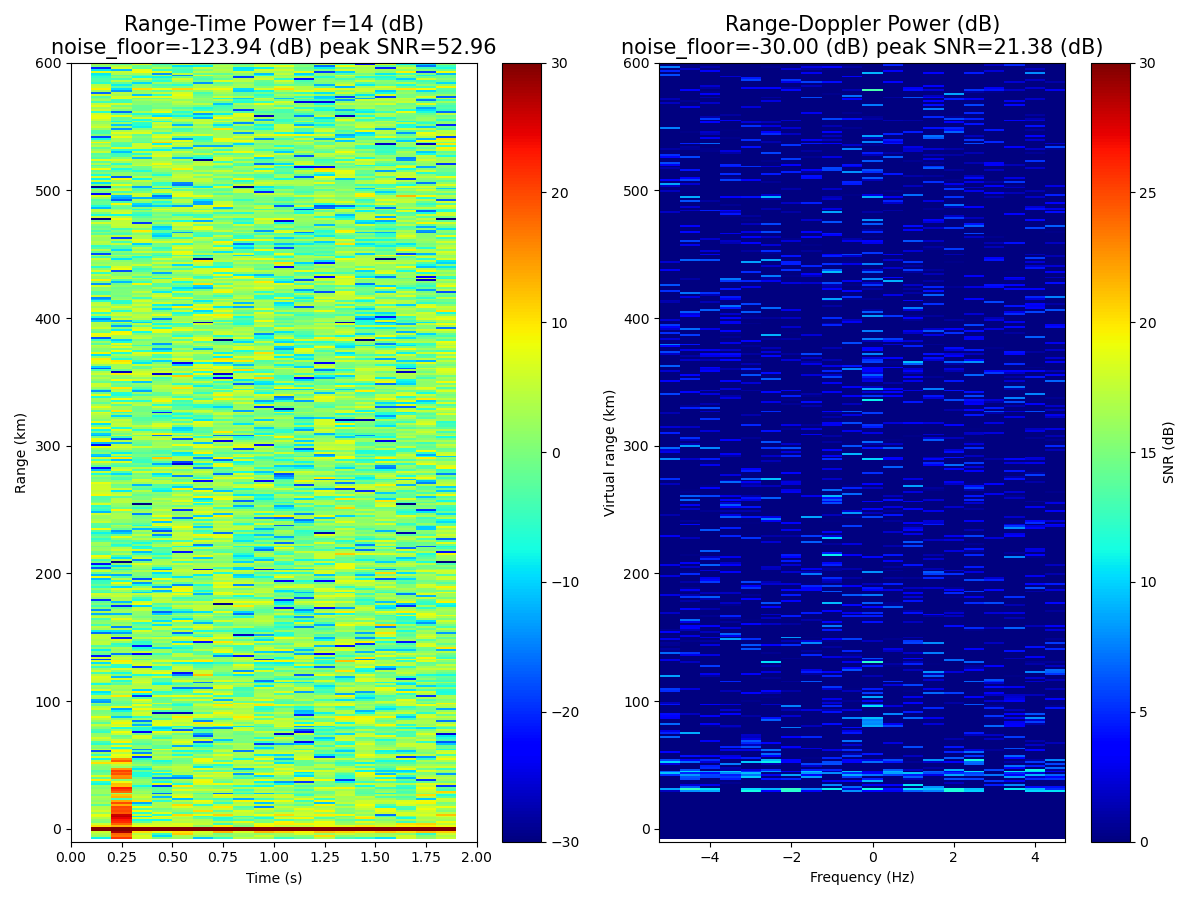 Range-Time Power f=14 (dB)
noise_floor=-123.94 (dB) peak SNR=52.96
Range-Doppler Power (dB)
noise_floor=-30.00 (dB) peak SNR=21.38 (dB)
Range (km)
600
500
400
300
200
100
0
0.00 0.25 0.50 0.75 1.00 1.25 1.50 1.75 2.00
Time (s)
30
20
10
0
−10
−20
−30
Virtual range (km)
600
500
400
300
200
100
0
−4 −2 0 2 4
Frequency (Hz)
30
25
20
15
10
5
0
SNR (dB)